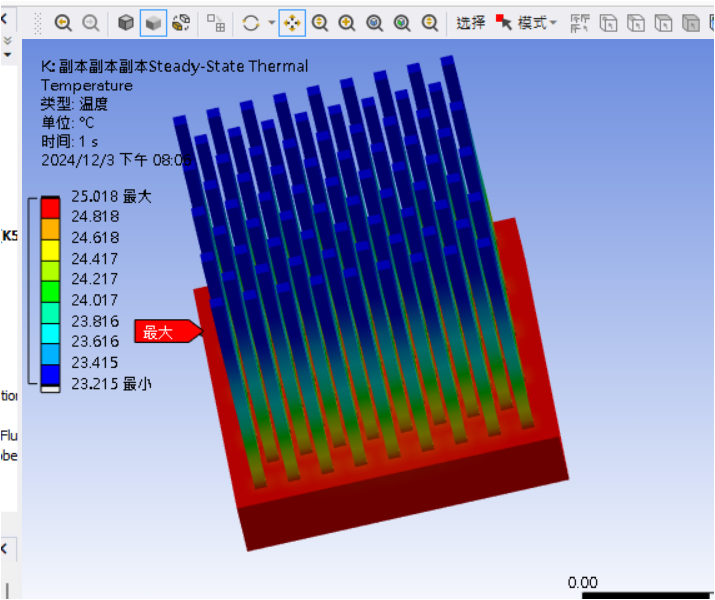 选择 模式
K: 副本副本副本Steady-State Thermal
Temperature
类型: 温度
单位: °C
时间: 1 s
2024/12/3 下午 08:06
25.018 最大
24.818
24.618
24.417
24.217
24.017
23.816
23.616
23.415
23.215 最小
最大
K5
tion
Flu
obe
0.00